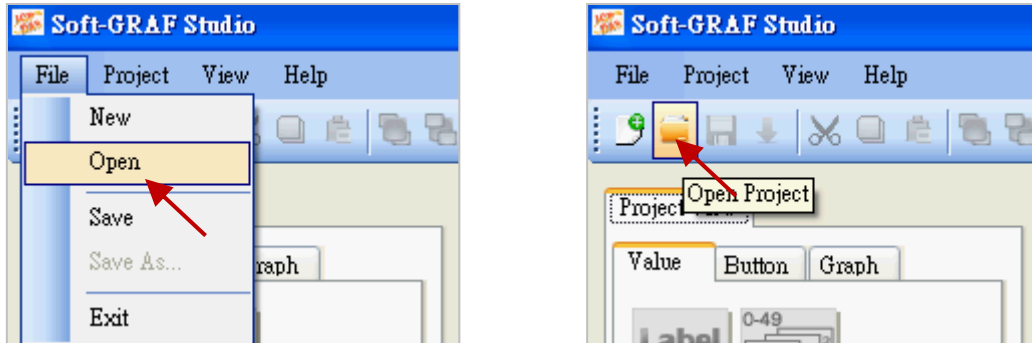 Soft-GRAF Studio
File Project View Help
New
Open
Save
Save As...
Exit
raph
Soft-GRAF Studio
File Project View Help
Open Project
Project View
Value Button Graph
Label 0-49